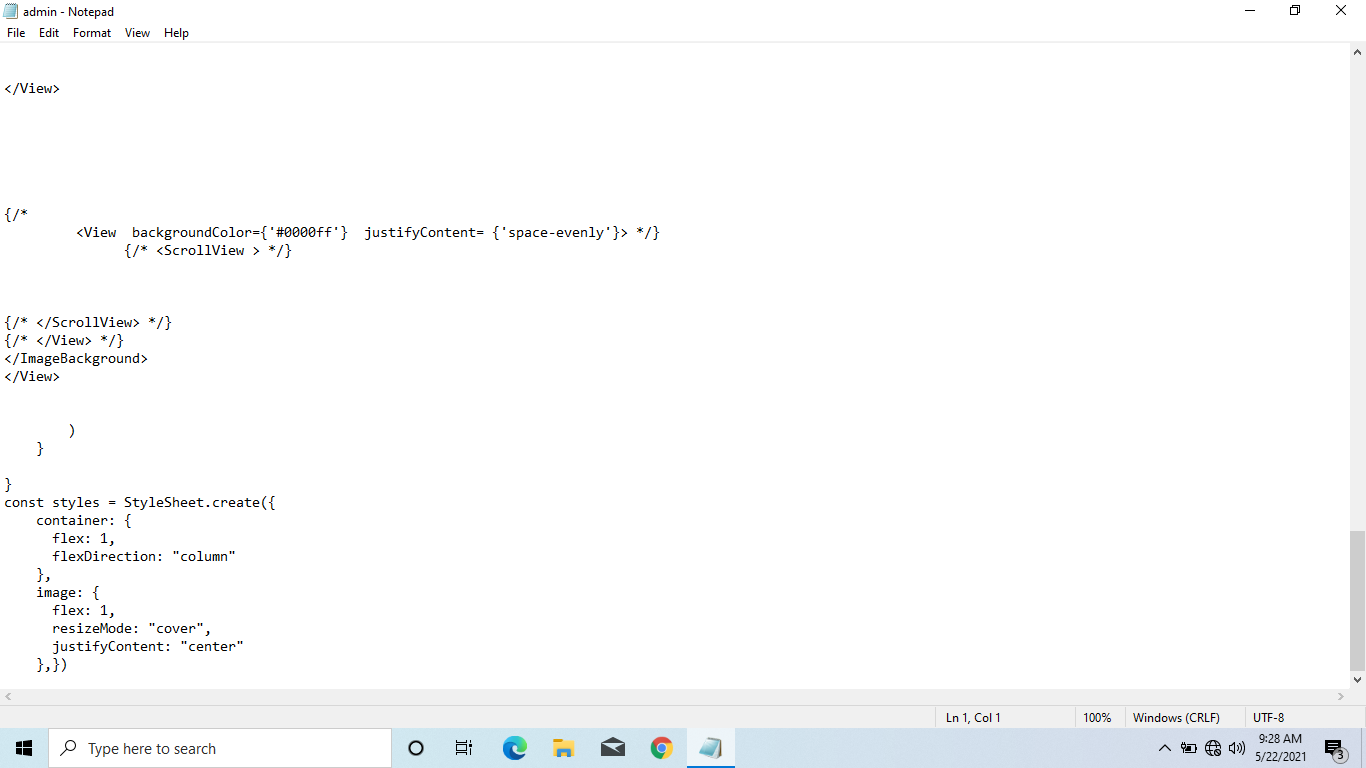 admin - Notepad
File Edit Format View Help
</View>
{/*
<View  backgroundColor={'#0000ff'}  justifyContent= {'space-evenly'}> */}
{/* <ScrollView > */}
{/* </ScrollView> */}
{/* </View> */}
</ImageBackground>
</View>
)
}
}
const styles = StyleSheet.create({
container: {
flex: 1,
flexDirection: "column"
},
image: {
flex: 1,
resizeMode: "cover",
justifyContent: "center"
},})
Ln 1, Col 1 100% Windows (CRLF) UTF-8
Type here to search
9:28 AM
5/22/2021
3